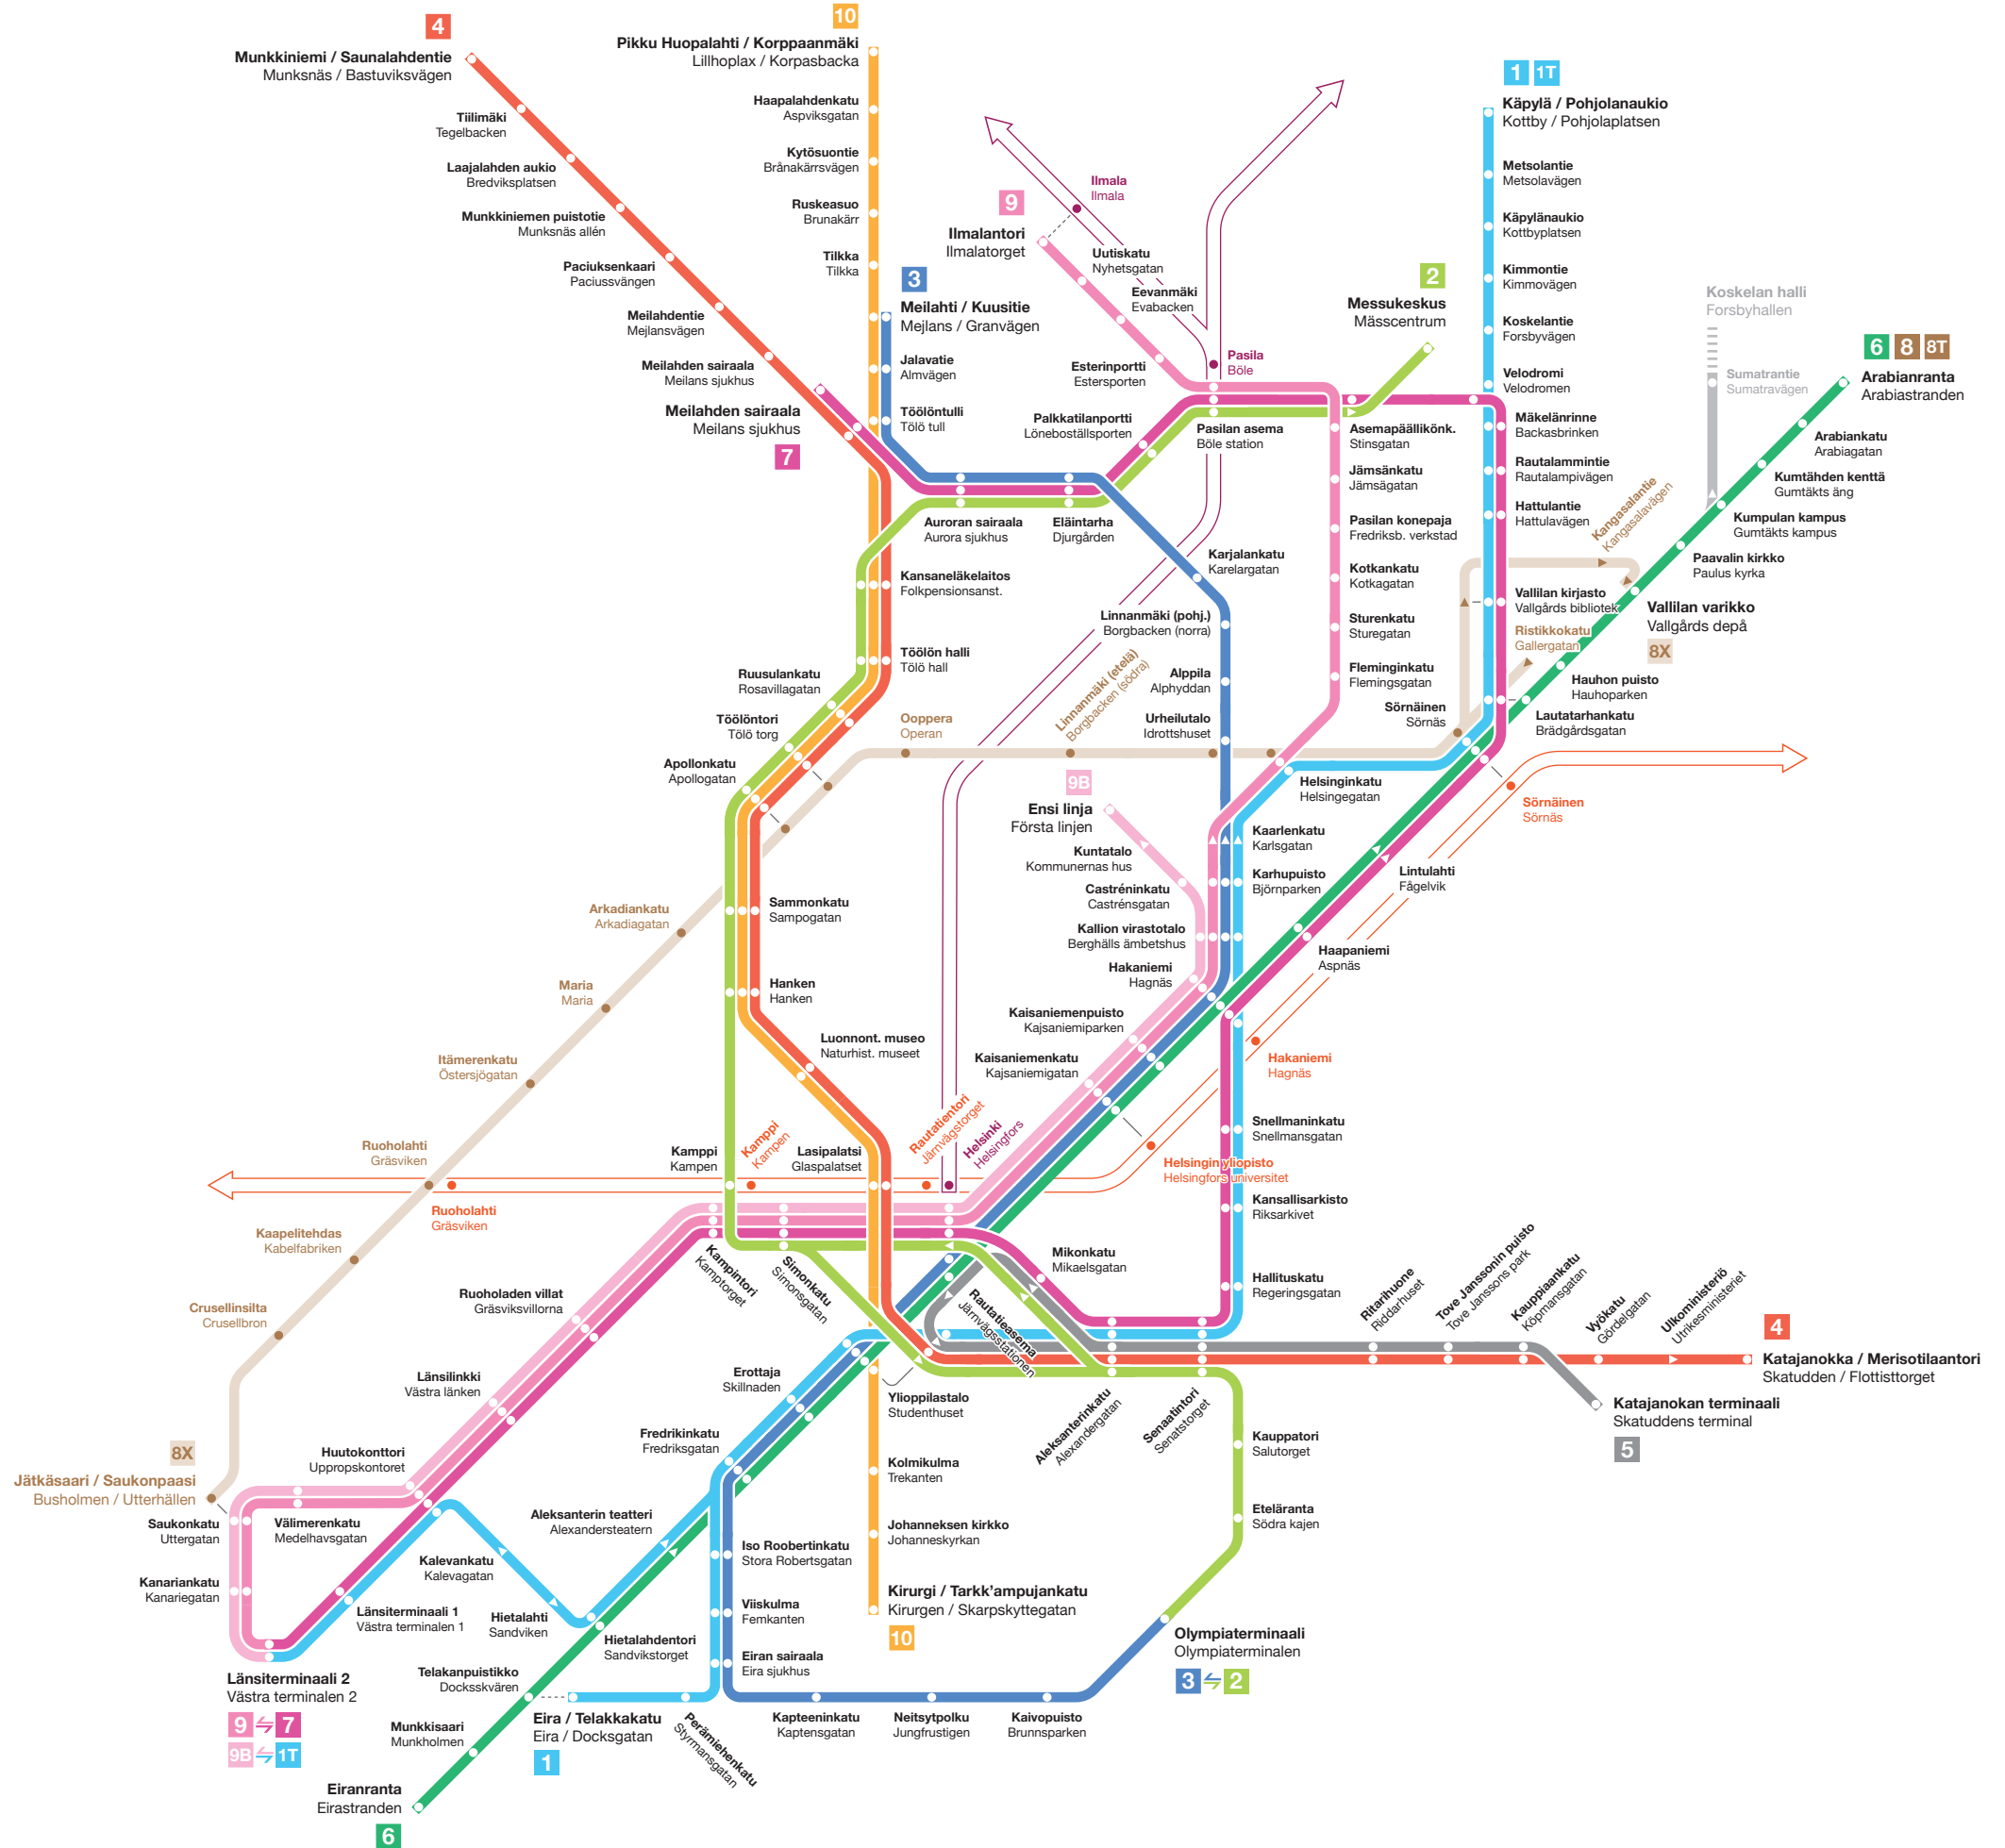 4
Munkkiniemi / Saunalahdentie
Munksnäs / Bastuviksvägen
Tiilimäki
Tegelbacken
Laajalahden aukio
Bredviksplatsen
Munkkiniemen puistotie
Munksnäs allén
Paciuksenkaari
Paciussvängen
Meilahdentie
Mejlansvägen
Meilahden sairaala
Meilans sjukhus
Meilahden sairaala
Meilans sjukhus
7
10
Pikku Huopalahti / Korppaanmäki
Lillhoplax / Korpasbacka
Haapalahdenkatu
Aspviksgatan
Kytösuontie
Brånakärrsvägen
Ruskeasuo
Brunakärr
Tilkka
Tilkka
3
Meilahti / Kuusitie
Mejlans / Granvägen
Jalavatie
Almvägen
Töölöntulli
Tölö tull
Ilmala
Ilmala
9
Ilmalantori
Ilmalatorget
Uutiskatu
Nyhetsgatan
Eevanmäki
Evabacken
Esterinportti
Estersporten
Pasila
Böle
Palkkatilanportti
Löneboställsporten
Pasilan asema
Böle station
2
Messukeskus
Mässcentrum
1 1T
Käpylä / Pohjolanaukio
Kottby / Pohjolaplatsen
Metsolantie
Metsolavägen
Käpylänaukio
Kottbyplatsen
Kimmontie
Kimmovägen
Koskelantie
Forsbyvägen
Velodromi
Velodromen
Mäkelänrinne
Backasbrinken
Rautalammintie
Rautalampivägen
Hattulantie
Hattulavägen
Vallilan kirjasto
Vallgårds bibliotek
Koskelan halli
Forsbyhallen
Sumatrantie
Sumatravägen
6 8 8T
Arabianranta
Arabiastranden
Arabiankatu
Arabiagatan
Kumtähden kenttä
Gumtäkts äng
Kumpulan kampus
Gumtäkts kampus
Paavalin kirkko
Paulus kyrka
Kangasalantie
Kangasalavägen
Vallilan varikko
Vallgårds depå
8X
Ristikkokatu
Gallergatan
Hauhon puisto
Hauhoparken
Lautatarhankatu
Brädgårdsgatan
Asemapäällikönk.
Stinsgatan
Jämsänkatu
Jämsägatan
Pasilan konepaja
Fredriksb. verkstad
Kotkankatu
Kotkagatan
Sturenkatu
Sturegatan
Fleminginkatu
Flemingsgatan
Sörnäinen
Sörnäs
Sörnäinen
Sörnäs
Auroran sairaala
Aurora sjukhus
Eläintarha
Djurgården
Karjalankatu
Karelargatan
Linnanmäki (pohj.)
Borgbacken (norra)
Linnanmäki (etelä)
Borgbacken (södra)
Alppila
Alphyddan
Urheilutalo
Idrottshuset
Helsinginkatu
Helsingegatan
Kansaneläkelaitos
Folkpensionsanst.
Töölön halli
Tölö hall
Ruusulankatu
Rosavillagatan
Töölöntori
Tölö torg
Apollonkatu
Apollogatan
Ooppera
Operan
Sammonkatu
Sampogatan
Hanken
Hanken
Luonnont. museo
Naturhist. museet
Arkadiankatu
Arkadiagatan
Maria
Maria
Itämerenkatu
Östersjögatan
Ruoholahti
Gräsviken
Ruoholahti
Gräsviken
Kaapelitehdas
Kabelfabriken
Crusellinsilta
Crusellbron
8X
Jätkäsaari / Saukonpaasi
Busholmen / Utterhällen
9B
Ensi linja
Första linjen
Kuntatalo
Kommunernas hus
Castréninkatu
Castrénsgatan
Kallion virastotalo
Berghälls ämbetshus
Hakaniemi
Hagnäs
Kaarlenkatu
Karlsgatan
Karhupuisto
Björnparken
Lintulahti
Fågelvik
Haapaniemi
Aspnäs
Kaisaniemenpuisto
Kajsaniemiparken
Kaisaniemenkatu
Kajsaniemigatan
Hakaniemi
Hagnäs
Helsingin yliopisto
Helsingfors universitet
Snellmaninkatu
Snellmansgatan
Kansallisarkisto
Riksarkivet
Hallituskatu
Regeringsgatan
Kamppi
Kampen
Kamppi
Kampen
Lasipalatsi
Glaspalatset
Rautatientori
Järnvägstorget
Helsinki
Helsingfors
Kampintori
Kamptorget
Simonkatu
Simonsgatan
Mikonkatu
Mikaelsgatan
Rautatieasema
Järnvägsstationen
Ruoholaden villat
Gräsviksvillorna
Länsilinkki
Västra länken
Huutokonttori
Uppropskontoret
Välimerenkatu
Medelhavsgatan
Saukonkatu
Uttergatan
Kanariankatu
Kanariegatan
Länsiterminaali 2
Västra terminalen 2
9 ⇋ 7
9B ⇋ 1T
Länsiterminaali 1
Västra terminalen 1
Kalevankatu
Kalevagatan
Hietalahti
Sandviken
Hietalahdentori
Sandvikstorget
Aleksanterin teatteri
Alexandersteatern
Telakanpuistikko
Docksskvären
Munkkisaari
Munkholmen
Eiranranta
Eirastranden
6
Eira / Telakkakatu
Eira / Docksgatan
1
Perämiehenkatu
Styrmansgatan
Erottaja
Skillnaden
Fredrikinkatu
Fredriksgatan
Iso Roobertinkatu
Stora Robertsgatan
Viiskulma
Femkanten
Eiran sairaala
Eira sjukhus
Kapteeninkatu
Kaptensgatan
Neitsytpolku
Jungfrustigen
Kaivopuisto
Brunnsparken
Ylioppilastalo
Studenthuset
Kolmikulma
Trekanten
Johanneksen kirkko
Johanneskyrkan
Kirurgi / Tarkk'ampujankatu
Kirurgen / Skarpskyttegatan
10
Aleksanterinkatu
Alexandergatan
Senaatintori
Senatstorget
Kauppatori
Salutorget
Eteläranta
Södra kajen
Olympiaterminaali
Olympiaterminalen
3 ⇋ 2
Ritarihuone
Riddarhuset
Tove Janssonin puisto
Tove Janssons park
Kauppiaankatu
Köpmansgatan
Vyökatu
Gördelgatan
Ulkoministeriö
Utrikesministeriet
4
Katajanokka / Merisotilaantori
Skatudden / Flottisttorget
Katajanokan terminaali
Skatuddens terminal
5